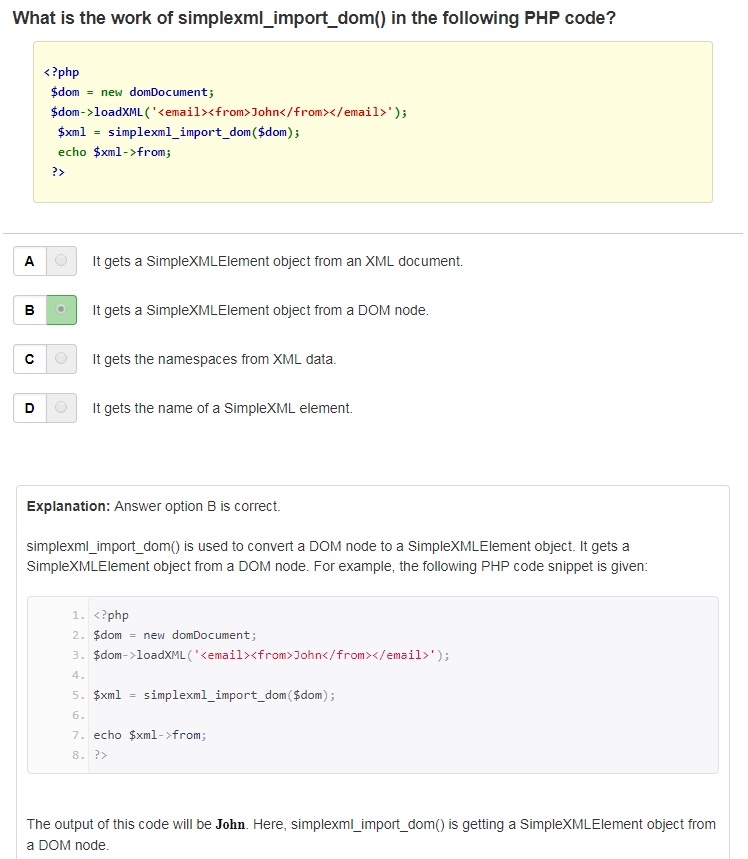 What is the work of simplexml_import_dom() in the following PHP code?
<?php
$dom = new domDocument;
$dom->loadXML('<email><from>John</from></email>');
$xml = simplexml_import_dom($dom);
echo $xml->from;
?>
A It gets a SimpleXMLElement object from an XML document.
B It gets a SimpleXMLElement object from a DOM node.
C It gets the namespaces from XML data.
D It gets the name of a SimpleXML element.
Explanation: Answer option B is correct.
simplexml_import_dom() is used to convert a DOM node to a SimpleXMLElement object. It gets a
SimpleXMLElement object from a DOM node. For example, the following PHP code snippet is given:
1. <?php
2. $dom = new domDocument;
3. $dom->loadXML('<email><from>John</from></email>');
4.
5. $xml = simplexml_import_dom($dom);
6.
7. echo $xml->from;
8. ?>
The output of this code will be John. Here, simplexml_import_dom() is getting a SimpleXMLElement object from
a DOM node.